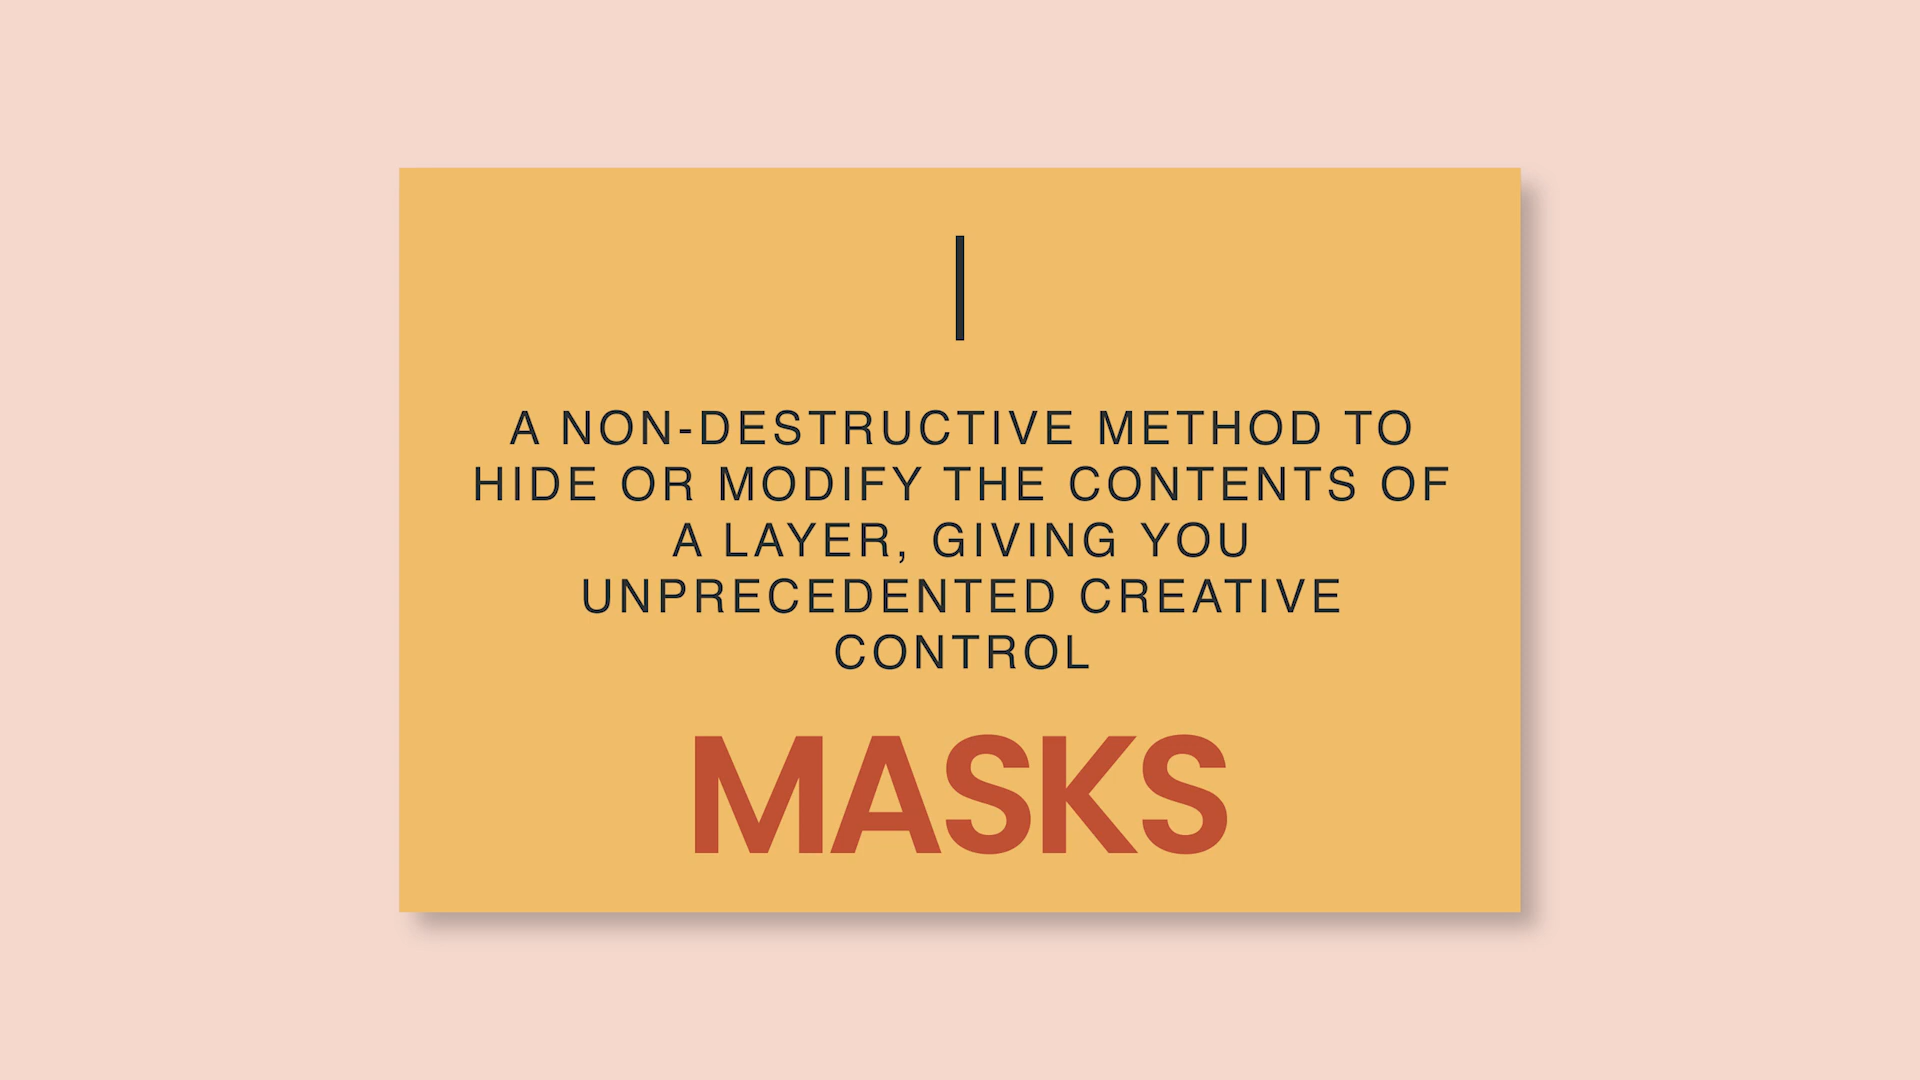 A NON-DESTRUCTIVE METHOD TO
HIDE OR MODIFY THE CONTENTS OF
A LAYER, GIVING YOU
UNPRECEDENTED CREATIVE
CONTROL
MASKS